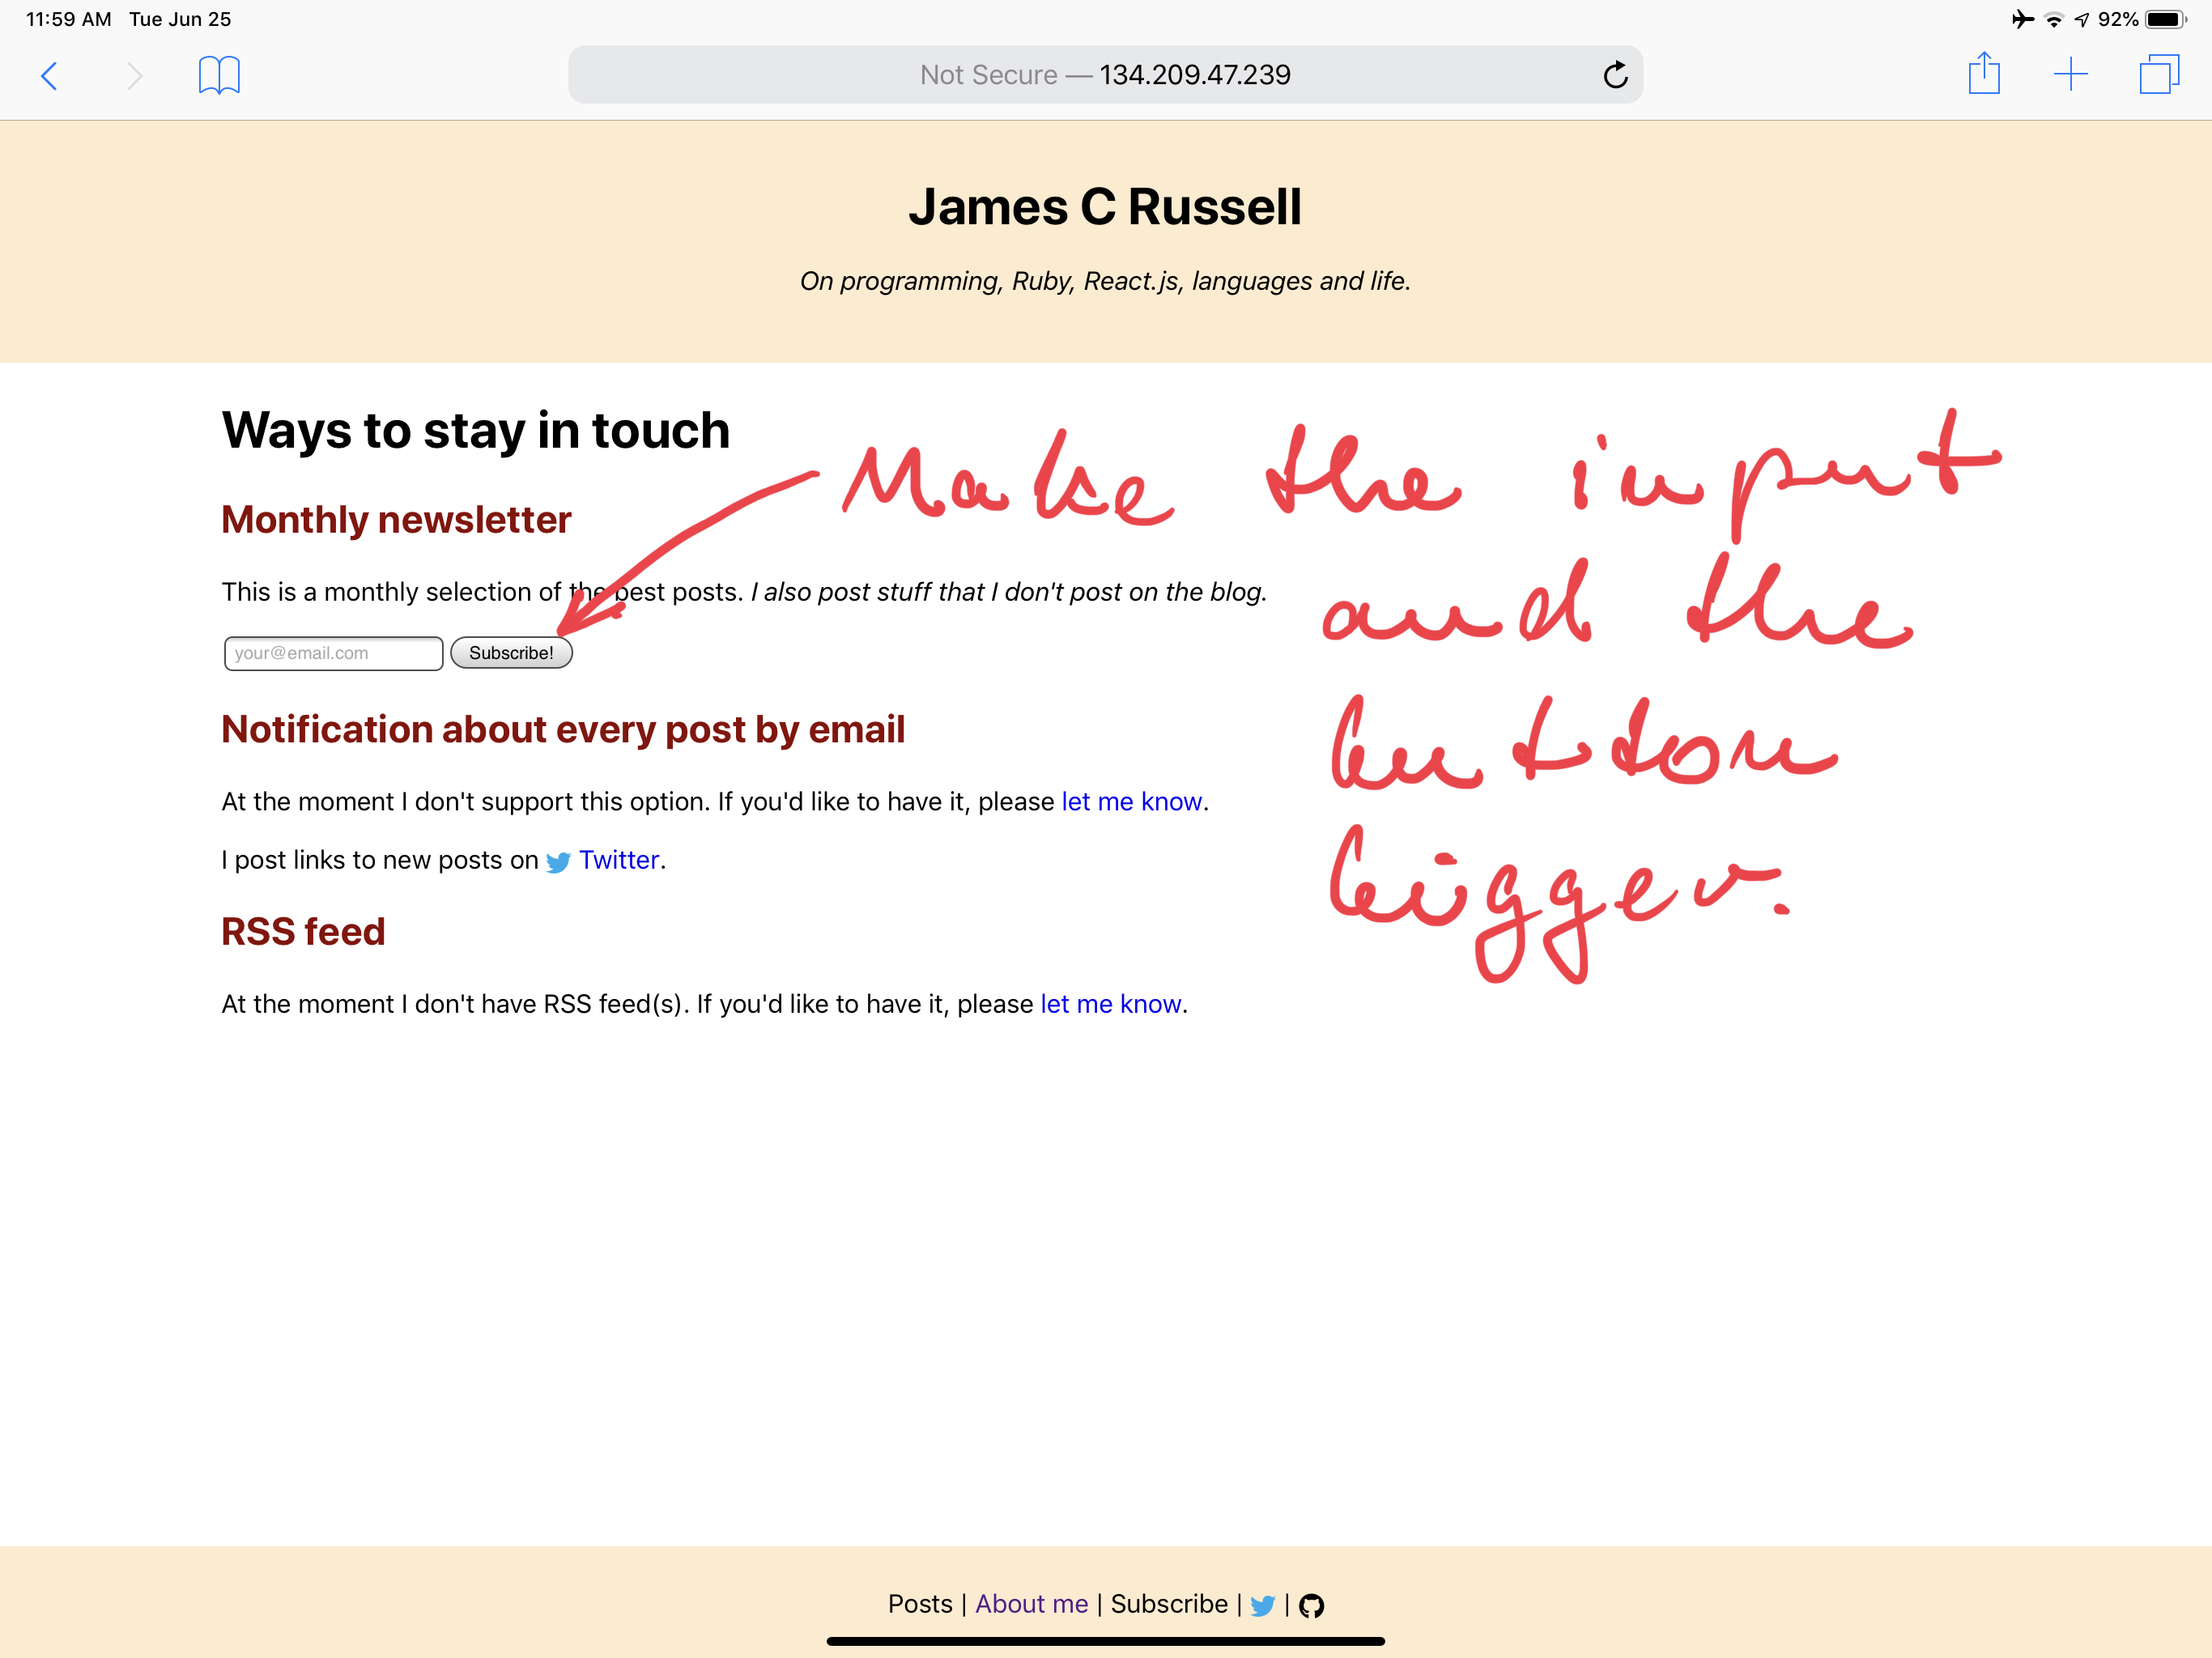 11:59 AM Tue Jun 25 92%
Not Secure — 134.209.47.239
James C Russell
On programming, Ruby, React.js, languages and life.
Ways to stay in touch
Make the input
and the
button
bigger.
Monthly newsletter
This is a monthly selection of the best posts. I also post stuff that I don't post on the blog.
your@email.com Subscribe!
Notification about every post by email
At the moment I don't support this option. If you'd like to have it, please let me know.
I post links to new posts on Twitter.
RSS feed
At the moment I don't have RSS feed(s). If you'd like to have it, please let me know.
Posts | About me | Subscribe | |